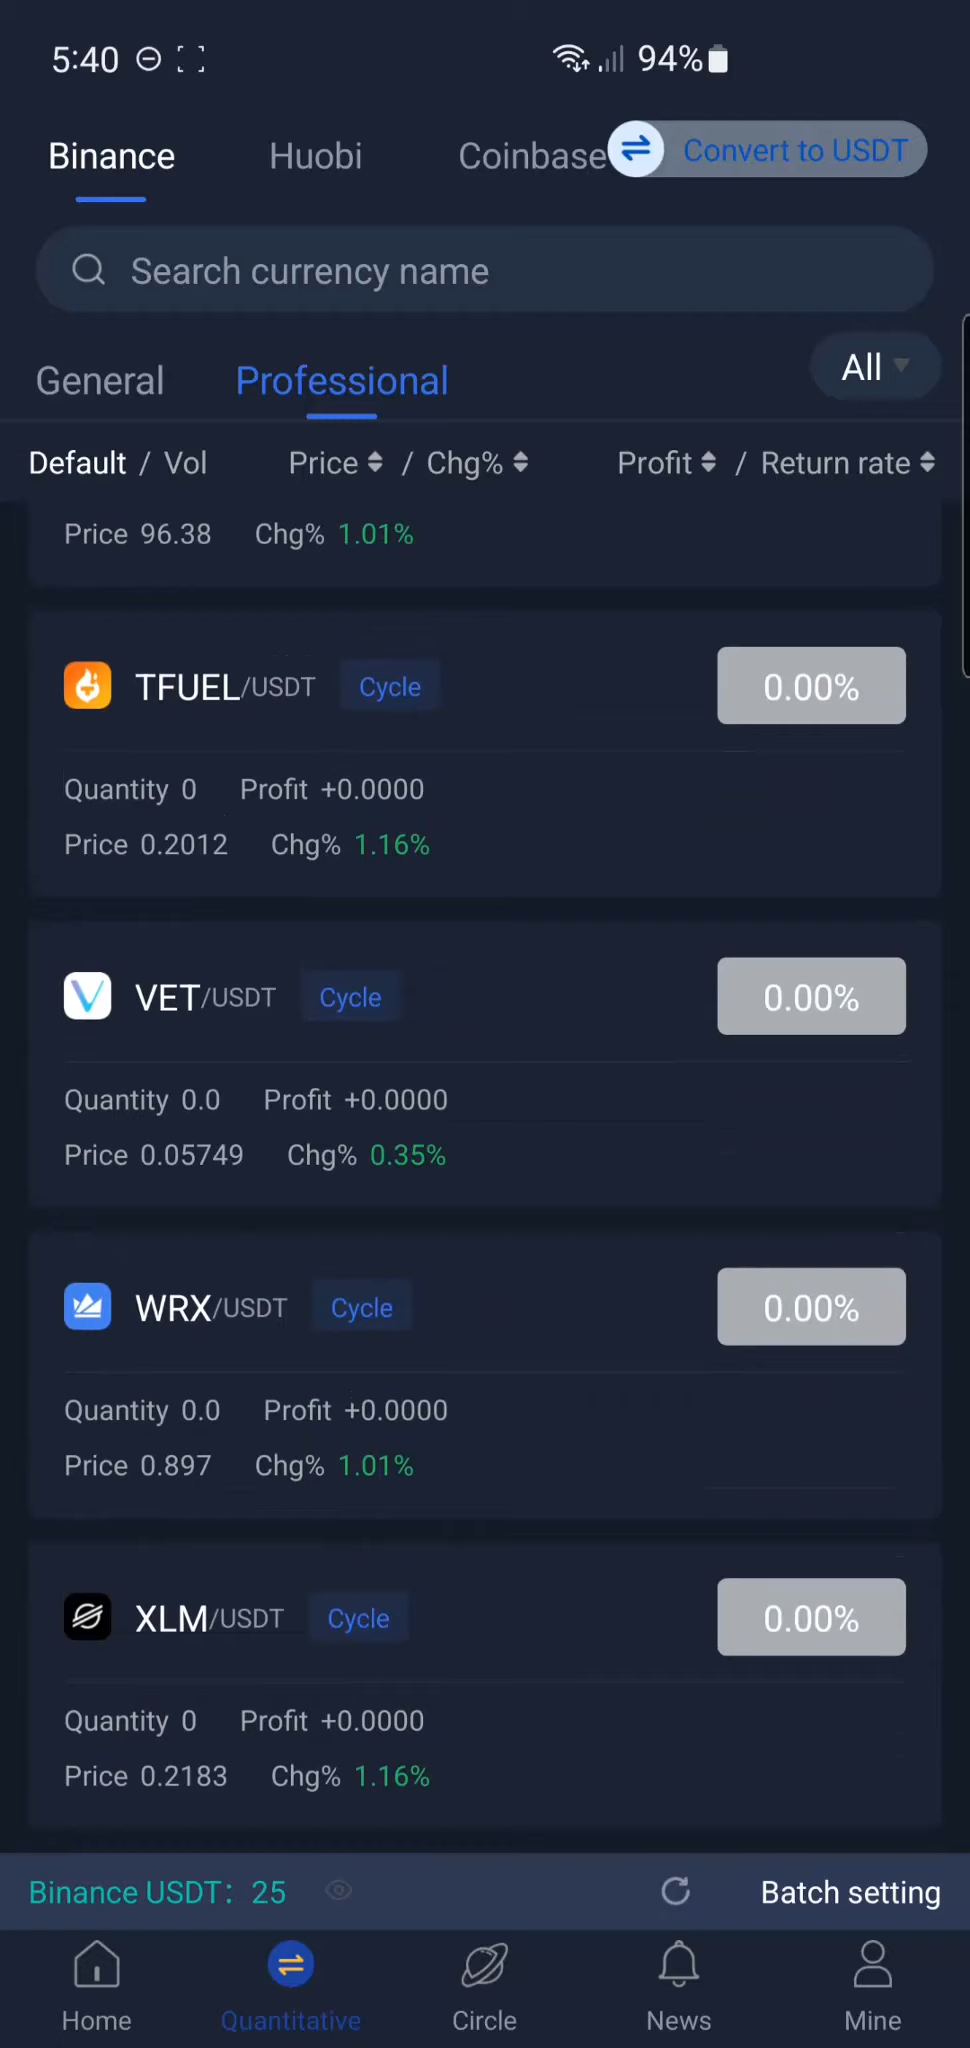 5:40 94%
Binance Huobi Coinbase Convert to USDT
Search currency name
General Professional All
Default / Vol Price / Chg% Profit / Return rate
Price 96.38 Chg% 1.01%
TFUEL/USDT Cycle 0.00%
Quantity 0 Profit +0.0000
Price 0.2012 Chg% 1.16%
VET/USDT Cycle 0.00%
Quantity 0.0 Profit +0.0000
Price 0.05749 Chg% 0.35%
WRX/USDT Cycle 0.00%
Quantity 0.0 Profit +0.0000
Price 0.897 Chg% 1.01%
XLM/USDT Cycle 0.00%
Quantity 0 Profit +0.0000
Price 0.2183 Chg% 1.16%
Binance USDT: 25 Batch setting
Home Quantitative Circle News Mine